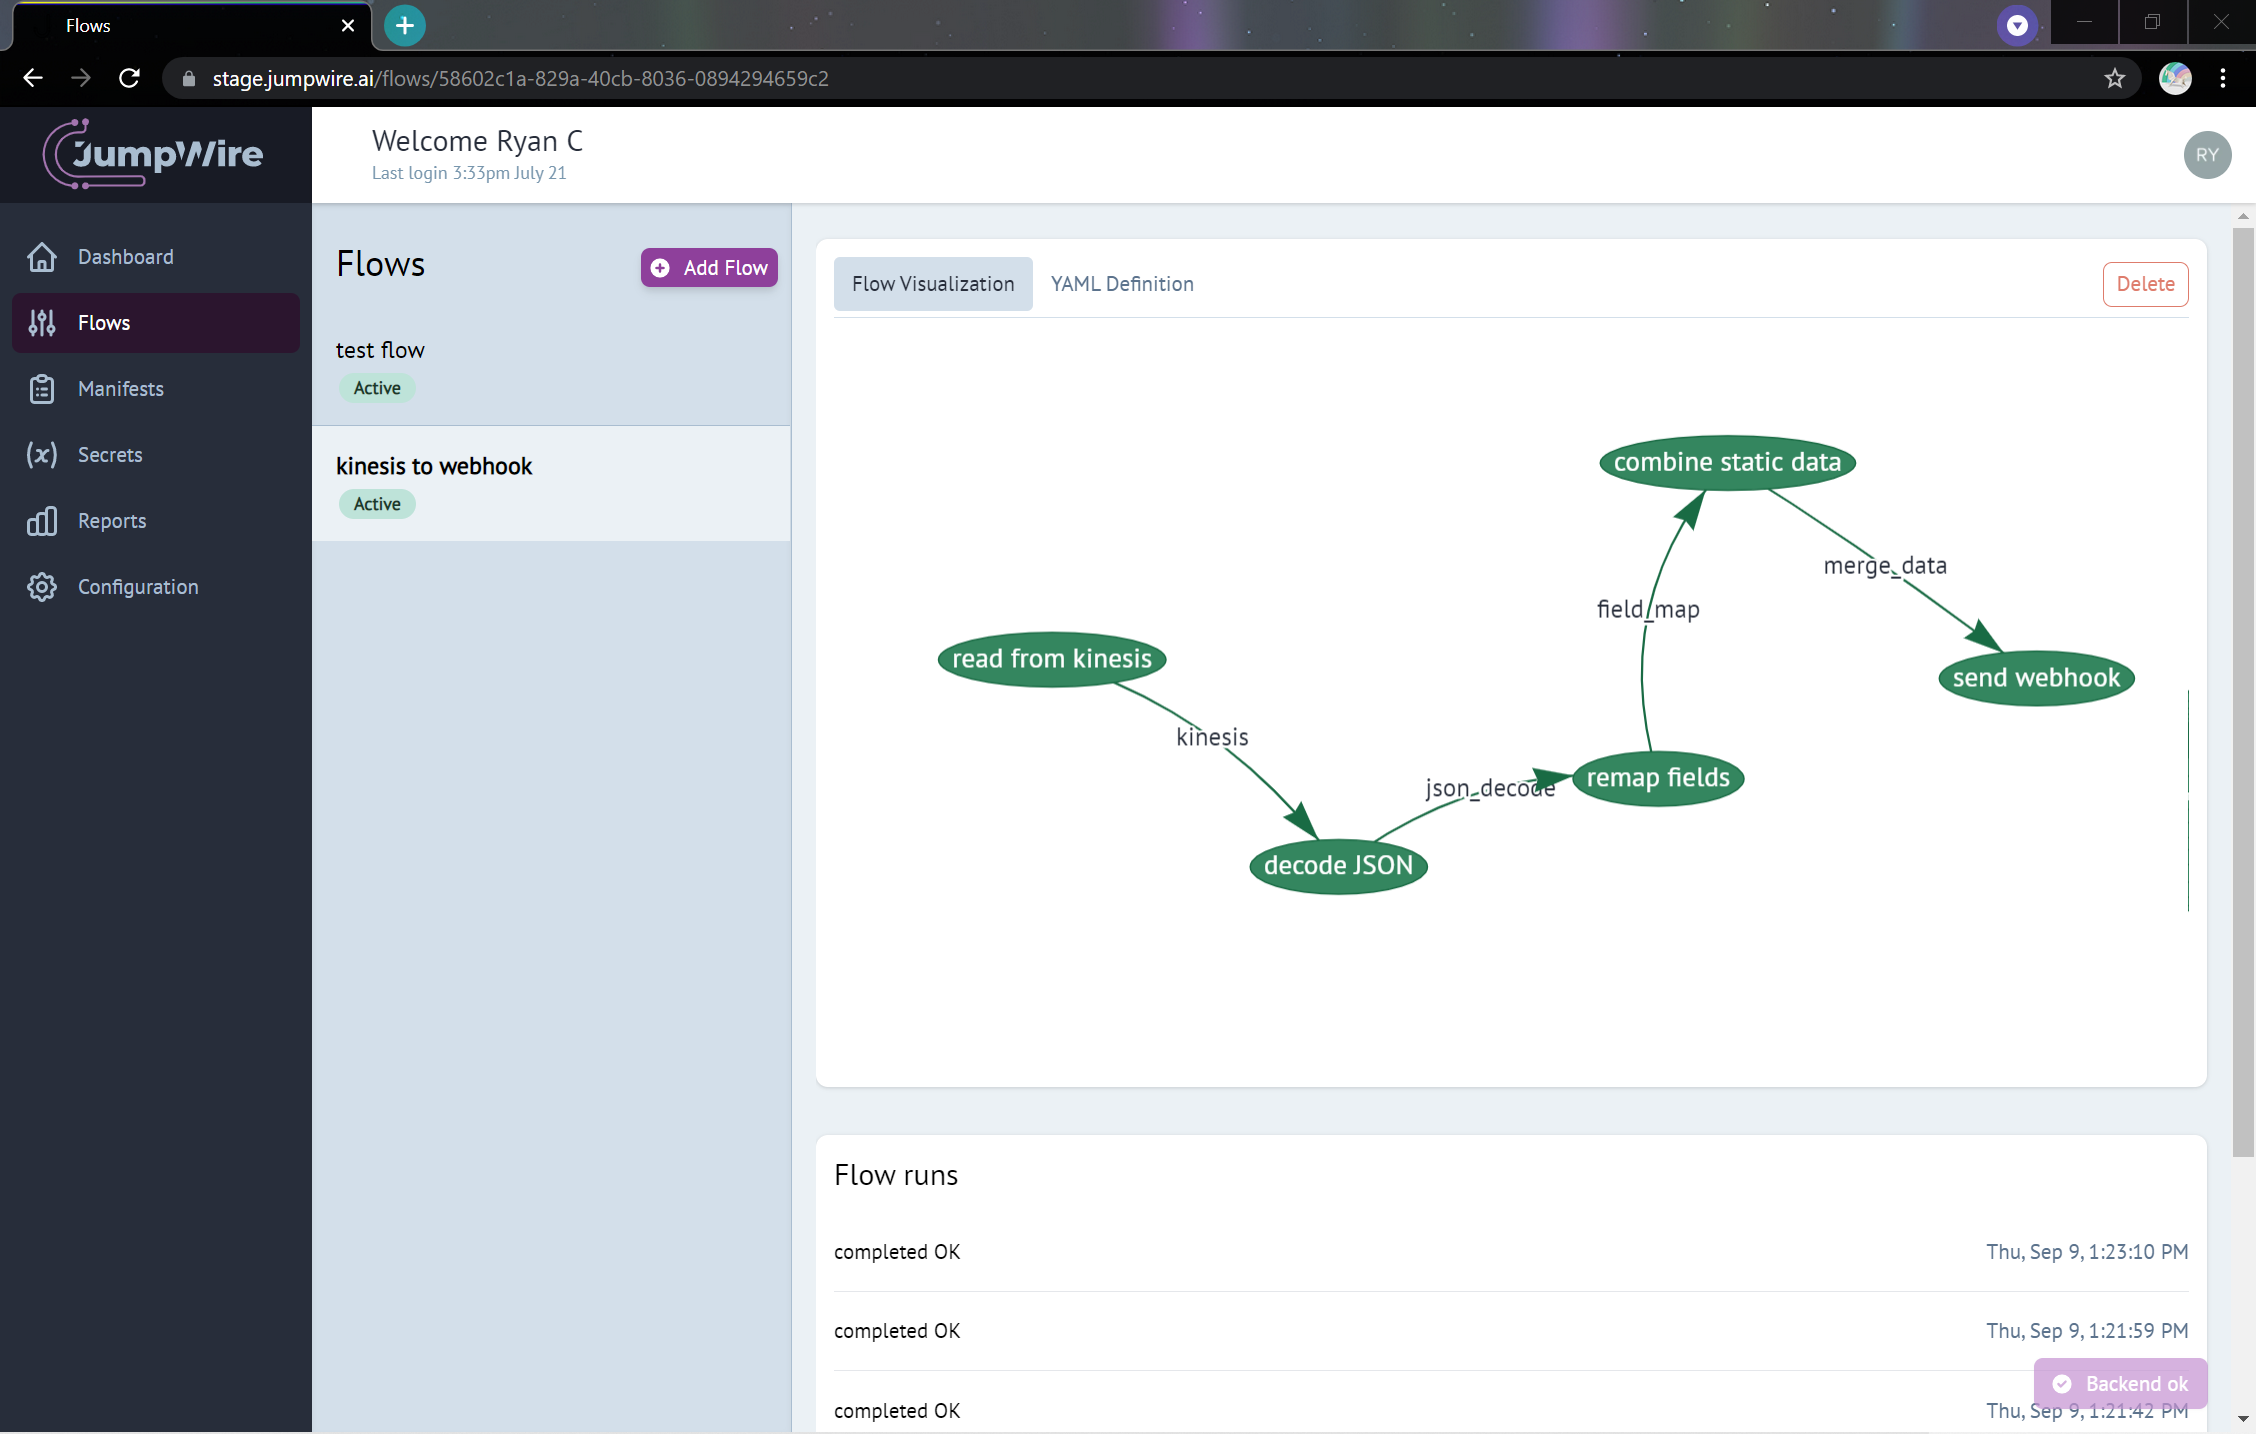 Flows
stage.jumpwire.ai/flows/58602c1a-829a-40cb-8036-0894294659c2
JumpWire
Welcome Ryan C
Last login 3:33pm July 21
RY
Dashboard
Flows
Manifests
Secrets
Reports
Configuration
Flows
Add Flow
test flow
Active
kinesis to webhook
Active
Flow Visualization
YAML Definition
Delete
read from kinesis
kinesis
decode JSON
json_decode
remap fields
field_map
combine static data
merge_data
send webhook
Flow runs
completed OK
Thu, Sep 9, 1:23:10 PM
completed OK
Thu, Sep 9, 1:21:59 PM
completed OK
Thu, Sep 9, 1:21:42 PM
Backend ok